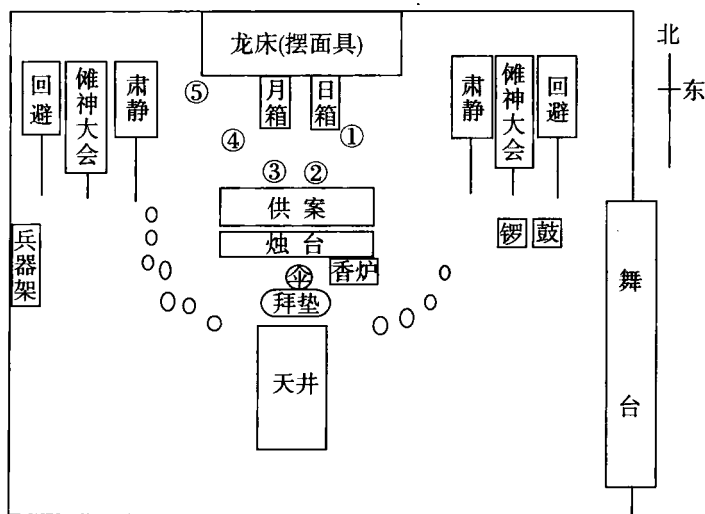 龙床(摆面具)
北
东
回避
傩神大会
肃静
⑤
月箱
日箱
④
①
③
②
肃静
傩神大会
回避
供案
烛台
香炉
伞
拜垫
天井
兵器架
锣
鼓
舞台